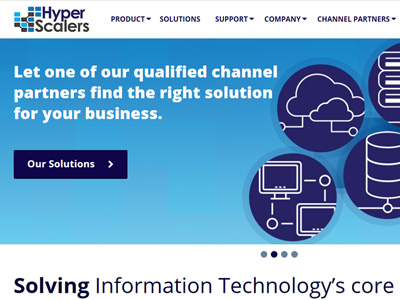 Hyper
Scalers
PRODUCT SOLUTIONS SUPPORT COMPANY CHANNEL PARTNERS
Let one of our qualified channel
partners find the right solution
for your business.
Our Solutions
Solving Information Technology's core